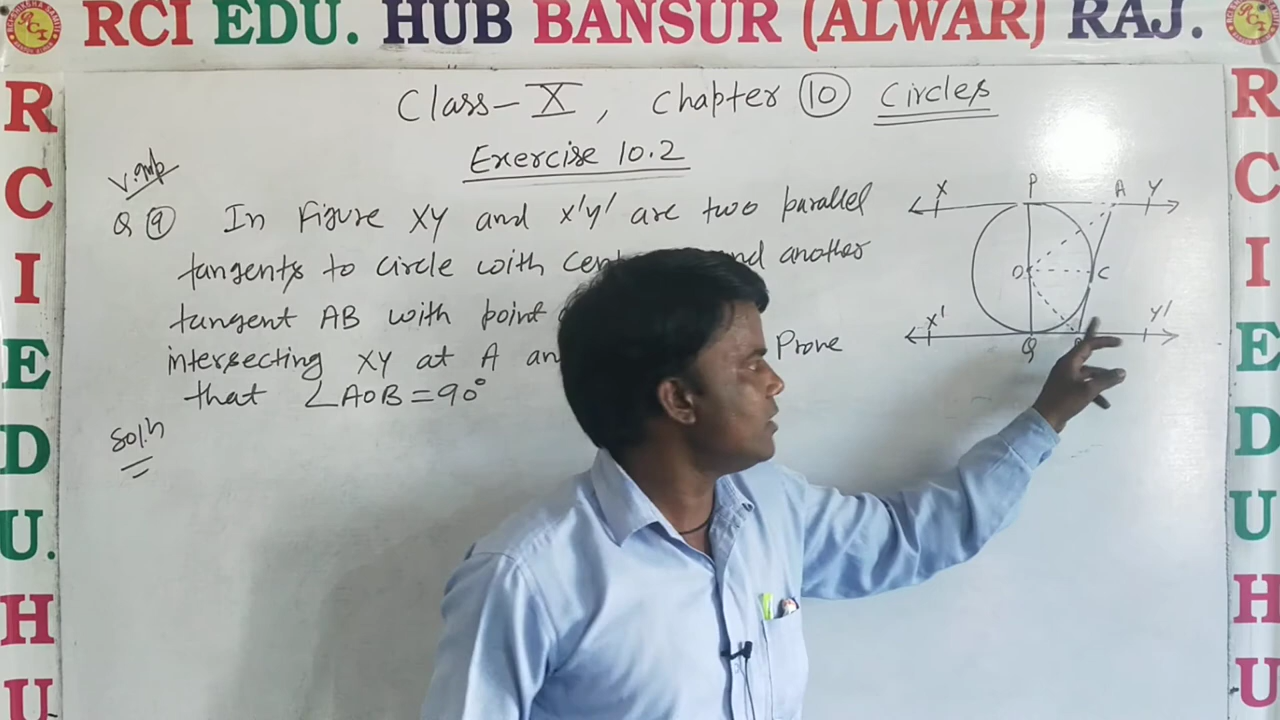 RCI EDU. HUB BANSUR (ALWAR) RAJ.
R
C
I
E
D
U.
H
U
R
C
I
E
D
U
H
U
Class-X, Chapter 10 Circles
Exercise 10.2
V.Imp
Q 9 In Figure XY and X'Y' are two parallel
tangents to circle with and another
tangent AB with point
intersecting XY at A Prove
that ∠AOB=90°
Sol.n
X P A Y
O C
X' Y'
Q